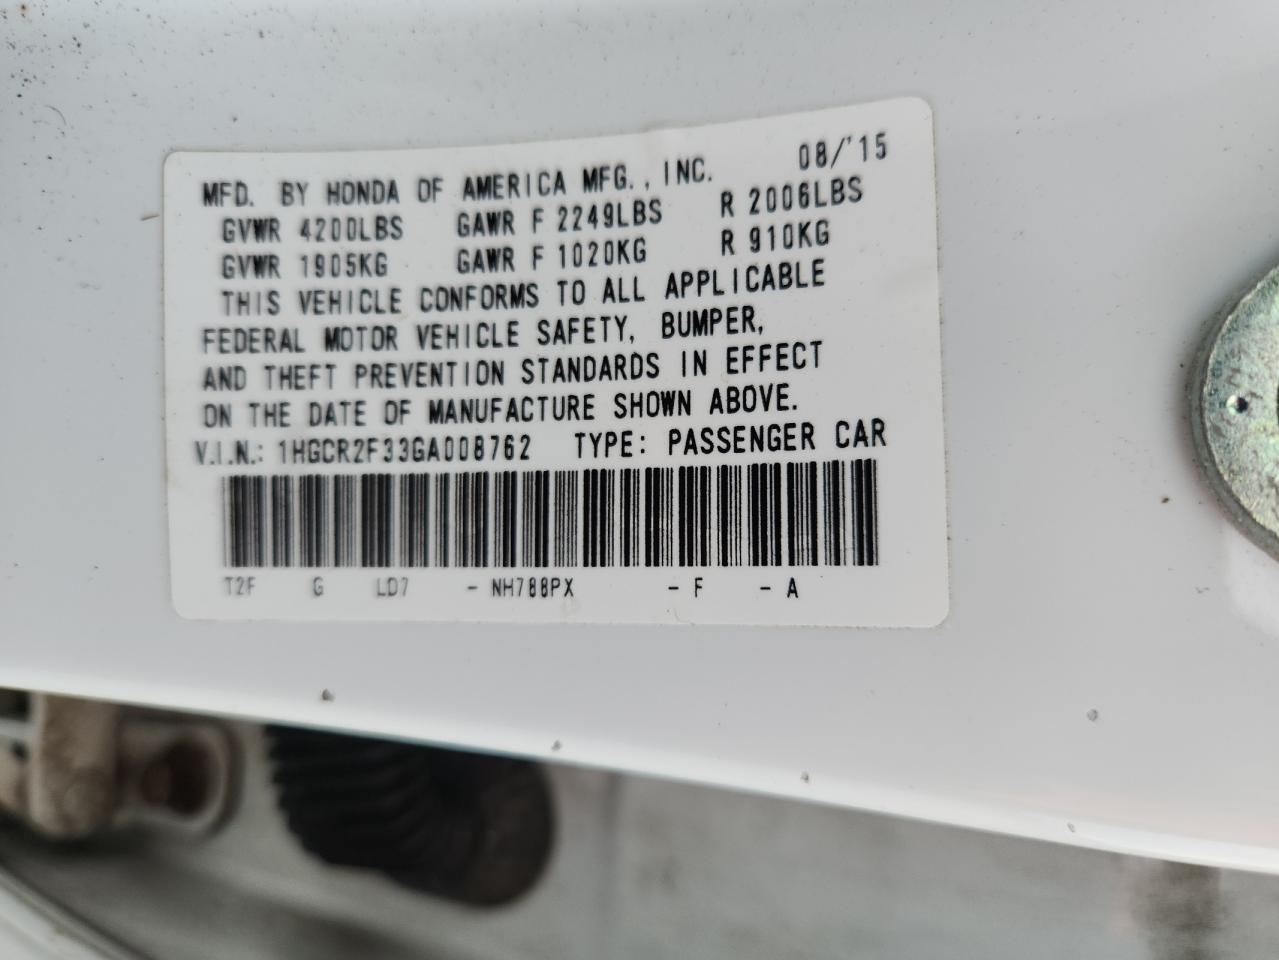 MFD. BY HONDA OF AMERICA MFG., INC. 08/'15
GVWR 4200LBS GAWR F 2249LBS R 2006LBS
GVWR 1905KG GAWR F 1020KG R 910KG
THIS VEHICLE CONFORMS TO ALL APPLICABLE
FEDERAL MOTOR VEHICLE SAFETY, BUMPER,
AND THEFT PREVENTION STANDARDS IN EFFECT
ON THE DATE OF MANUFACTURE SHOWN ABOVE.
V.I.N.: 1HGCR2F33GA008762 TYPE: PASSENGER CAR
T2F G LD7 - NH788PX - F - A